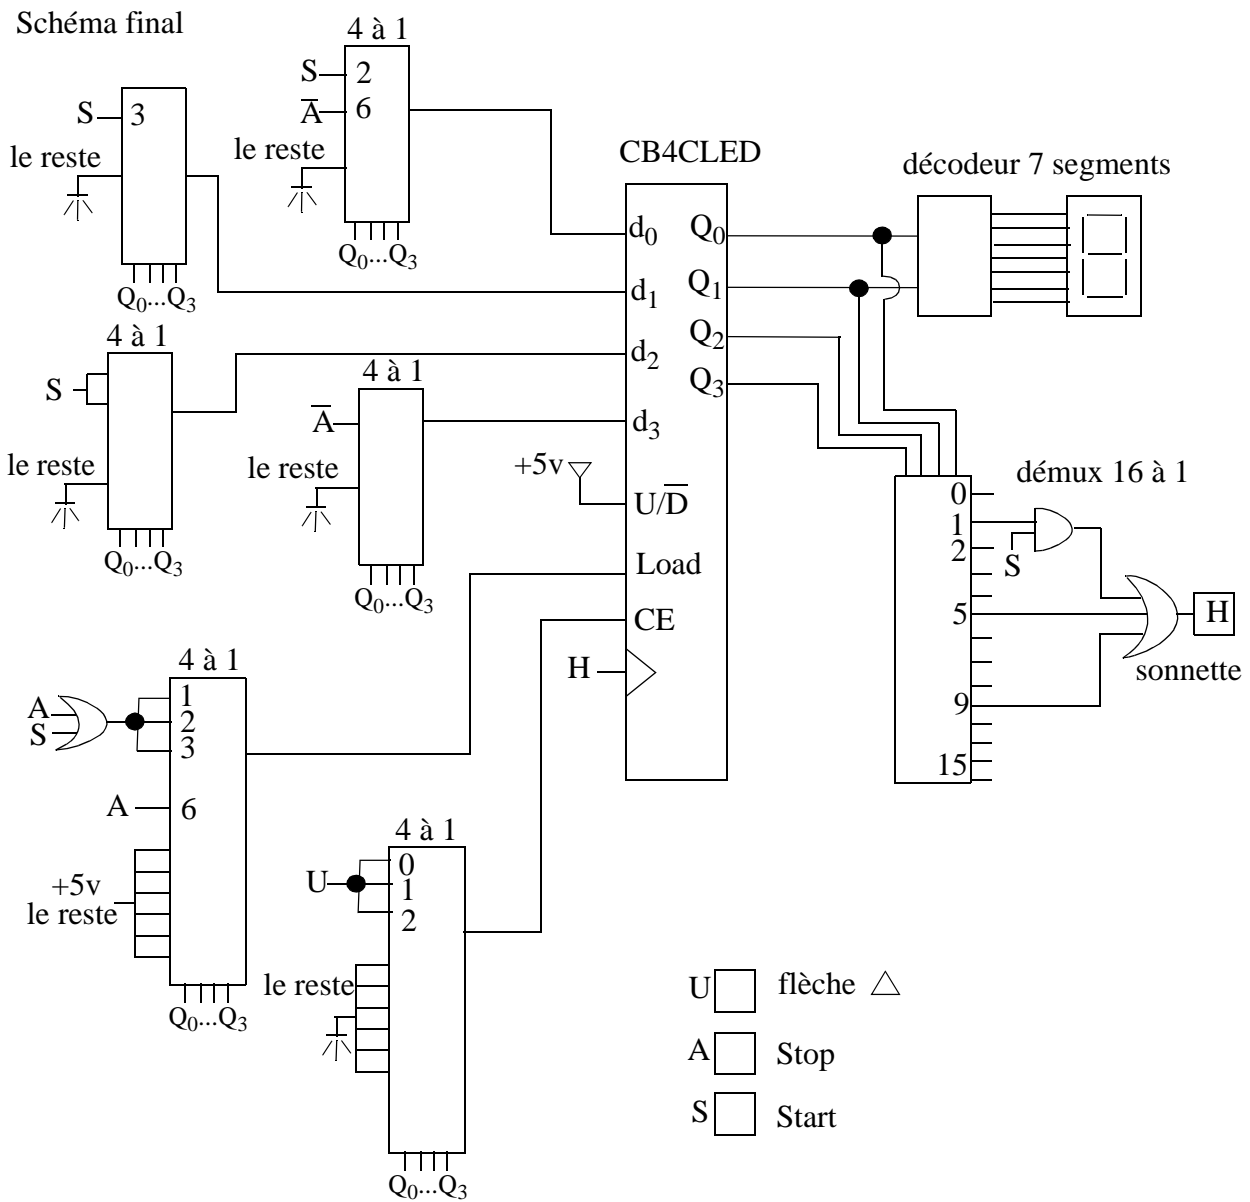 Schéma final
4 à 1
S 2
A̅ 6
le reste
Q0...Q3
S 3
le reste
Q0...Q3
4 à 1
S
le reste
Q0...Q3
4 à 1
A̅
le reste
Q0...Q3
CB4CLED
d0 Q0
d1 Q1
d2 Q2
d3 Q3
+5v
U/D̅
Load
CE
H
décodeur 7 segments
démux 16 à 1
0
1
2
S
5
9
15
H
sonnette
4 à 1
A
S
1
2
3
A 6
+5v
le reste
Q0...Q3
4 à 1
U
0
1
2
le reste
Q0...Q3
U flèche △
A Stop
S Start